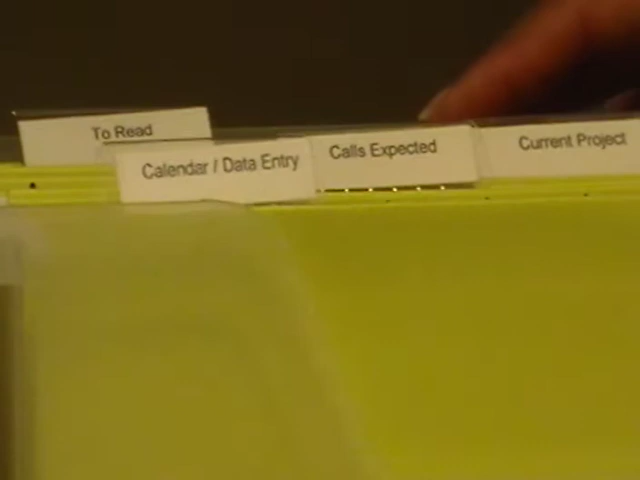 To Read
Calendar / Data Entry
Calls Expected
Current Project